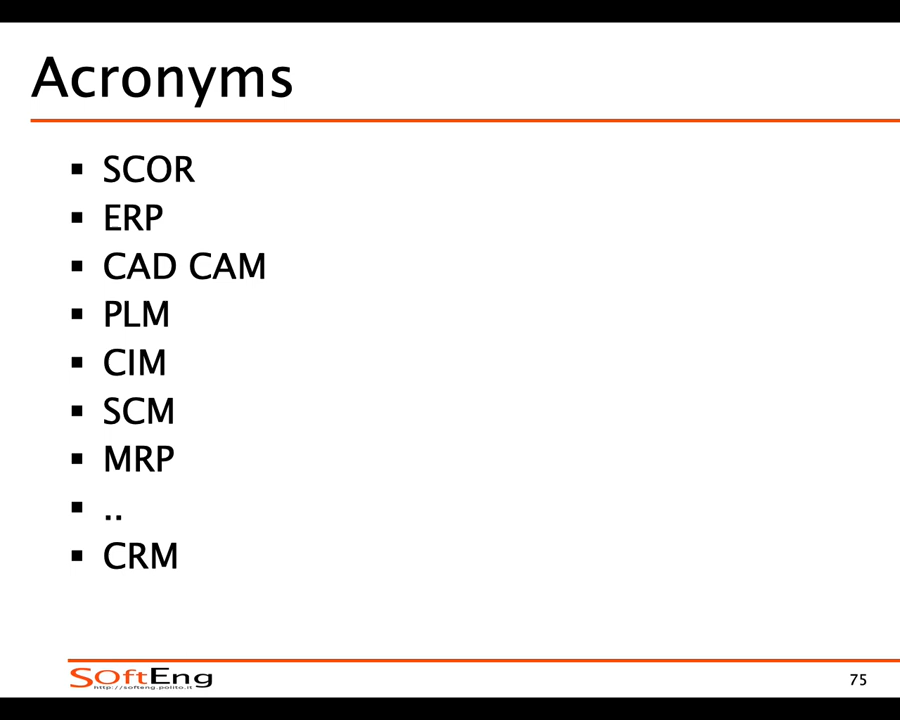 Acronyms
▪ SCOR
▪ ERP
▪ CAD CAM
▪ PLM
▪ CIM
▪ SCM
▪ MRP
▪ ..
▪ CRM
SOftEng
http://softeng.polito.it
75